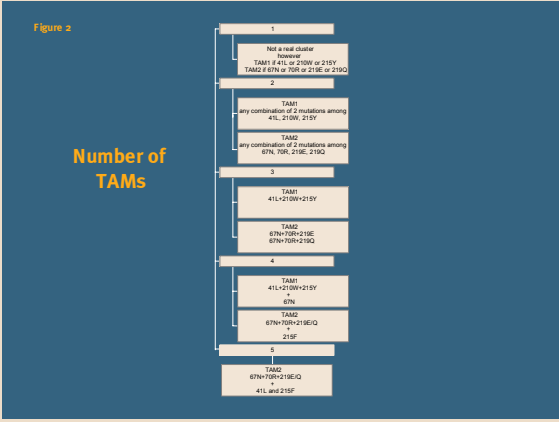 Figure 2
Number of
TAMs
1
Not a real cluster
however
TAM1 if 41L or 210W or 215Y
TAM2 if 67N or 70R or 219E or 219Q
2
TAM1
any combination of 2 mutations among
41L, 210W, 215Y
TAM2
any combination of 2 mutations among
67N, 70R, 219E, 219Q
3
TAM1
41L+210W+215Y
TAM2
67N+70R+219E
67N+70R+219Q
4
TAM1
41L+210W+215Y
+
67N
TAM2
67N+70R+219E/Q
+
215F
5
TAM2
67N+70R+219E/Q
+
41L and 215F